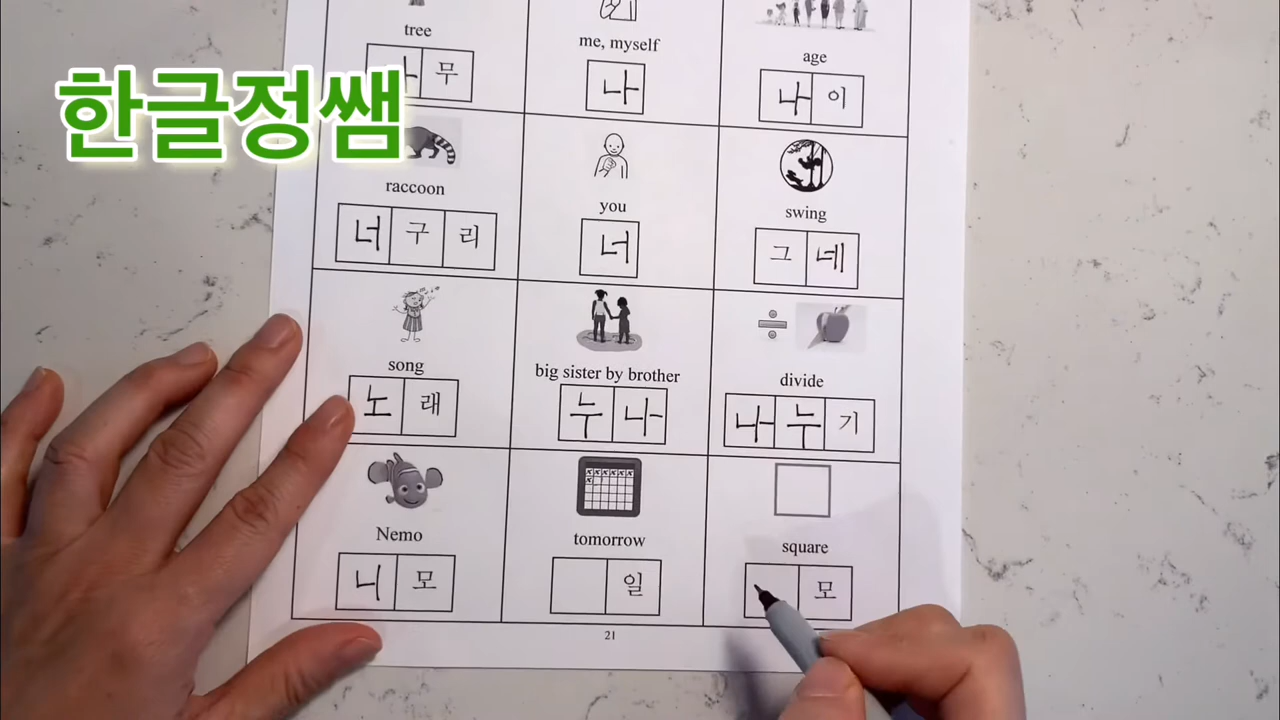 한글정쌤
tree
me, myself
age
무
나
나이
raccoon
you
swing
너구리
너
그네
song
big sister by brother
divide
노래
누나
나누기
Nemo
tomorrow
square
니모
일
모
21